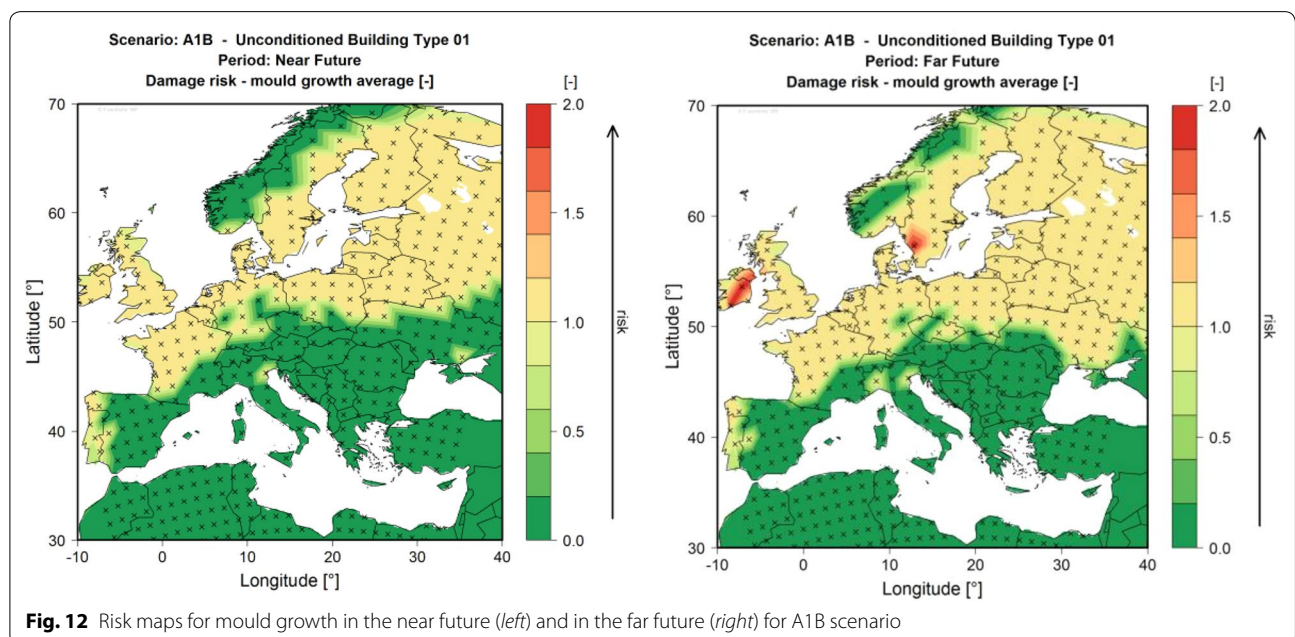 Scenario: A1B - Unconditioned Building Type 01
Period: Near Future
Damage risk - mould growth average [-]
[-]
70
60
50
40
30
Latitude [°]
-10
0
10
20
30
40
Longitude [°]
2.0
1.5
1.0
0.5
0.0
risk
Scenario: A1B - Unconditioned Building Type 01
Period: Far Future
Damage risk - mould growth average [-]
[-]
70
60
50
40
30
Latitude [°]
-10
0
10
20
30
40
Longitude [°]
2.0
1.5
1.0
0.5
0.0
risk
Fig. 12 Risk maps for mould growth in the near future (left) and in the far future (right) for A1B scenario